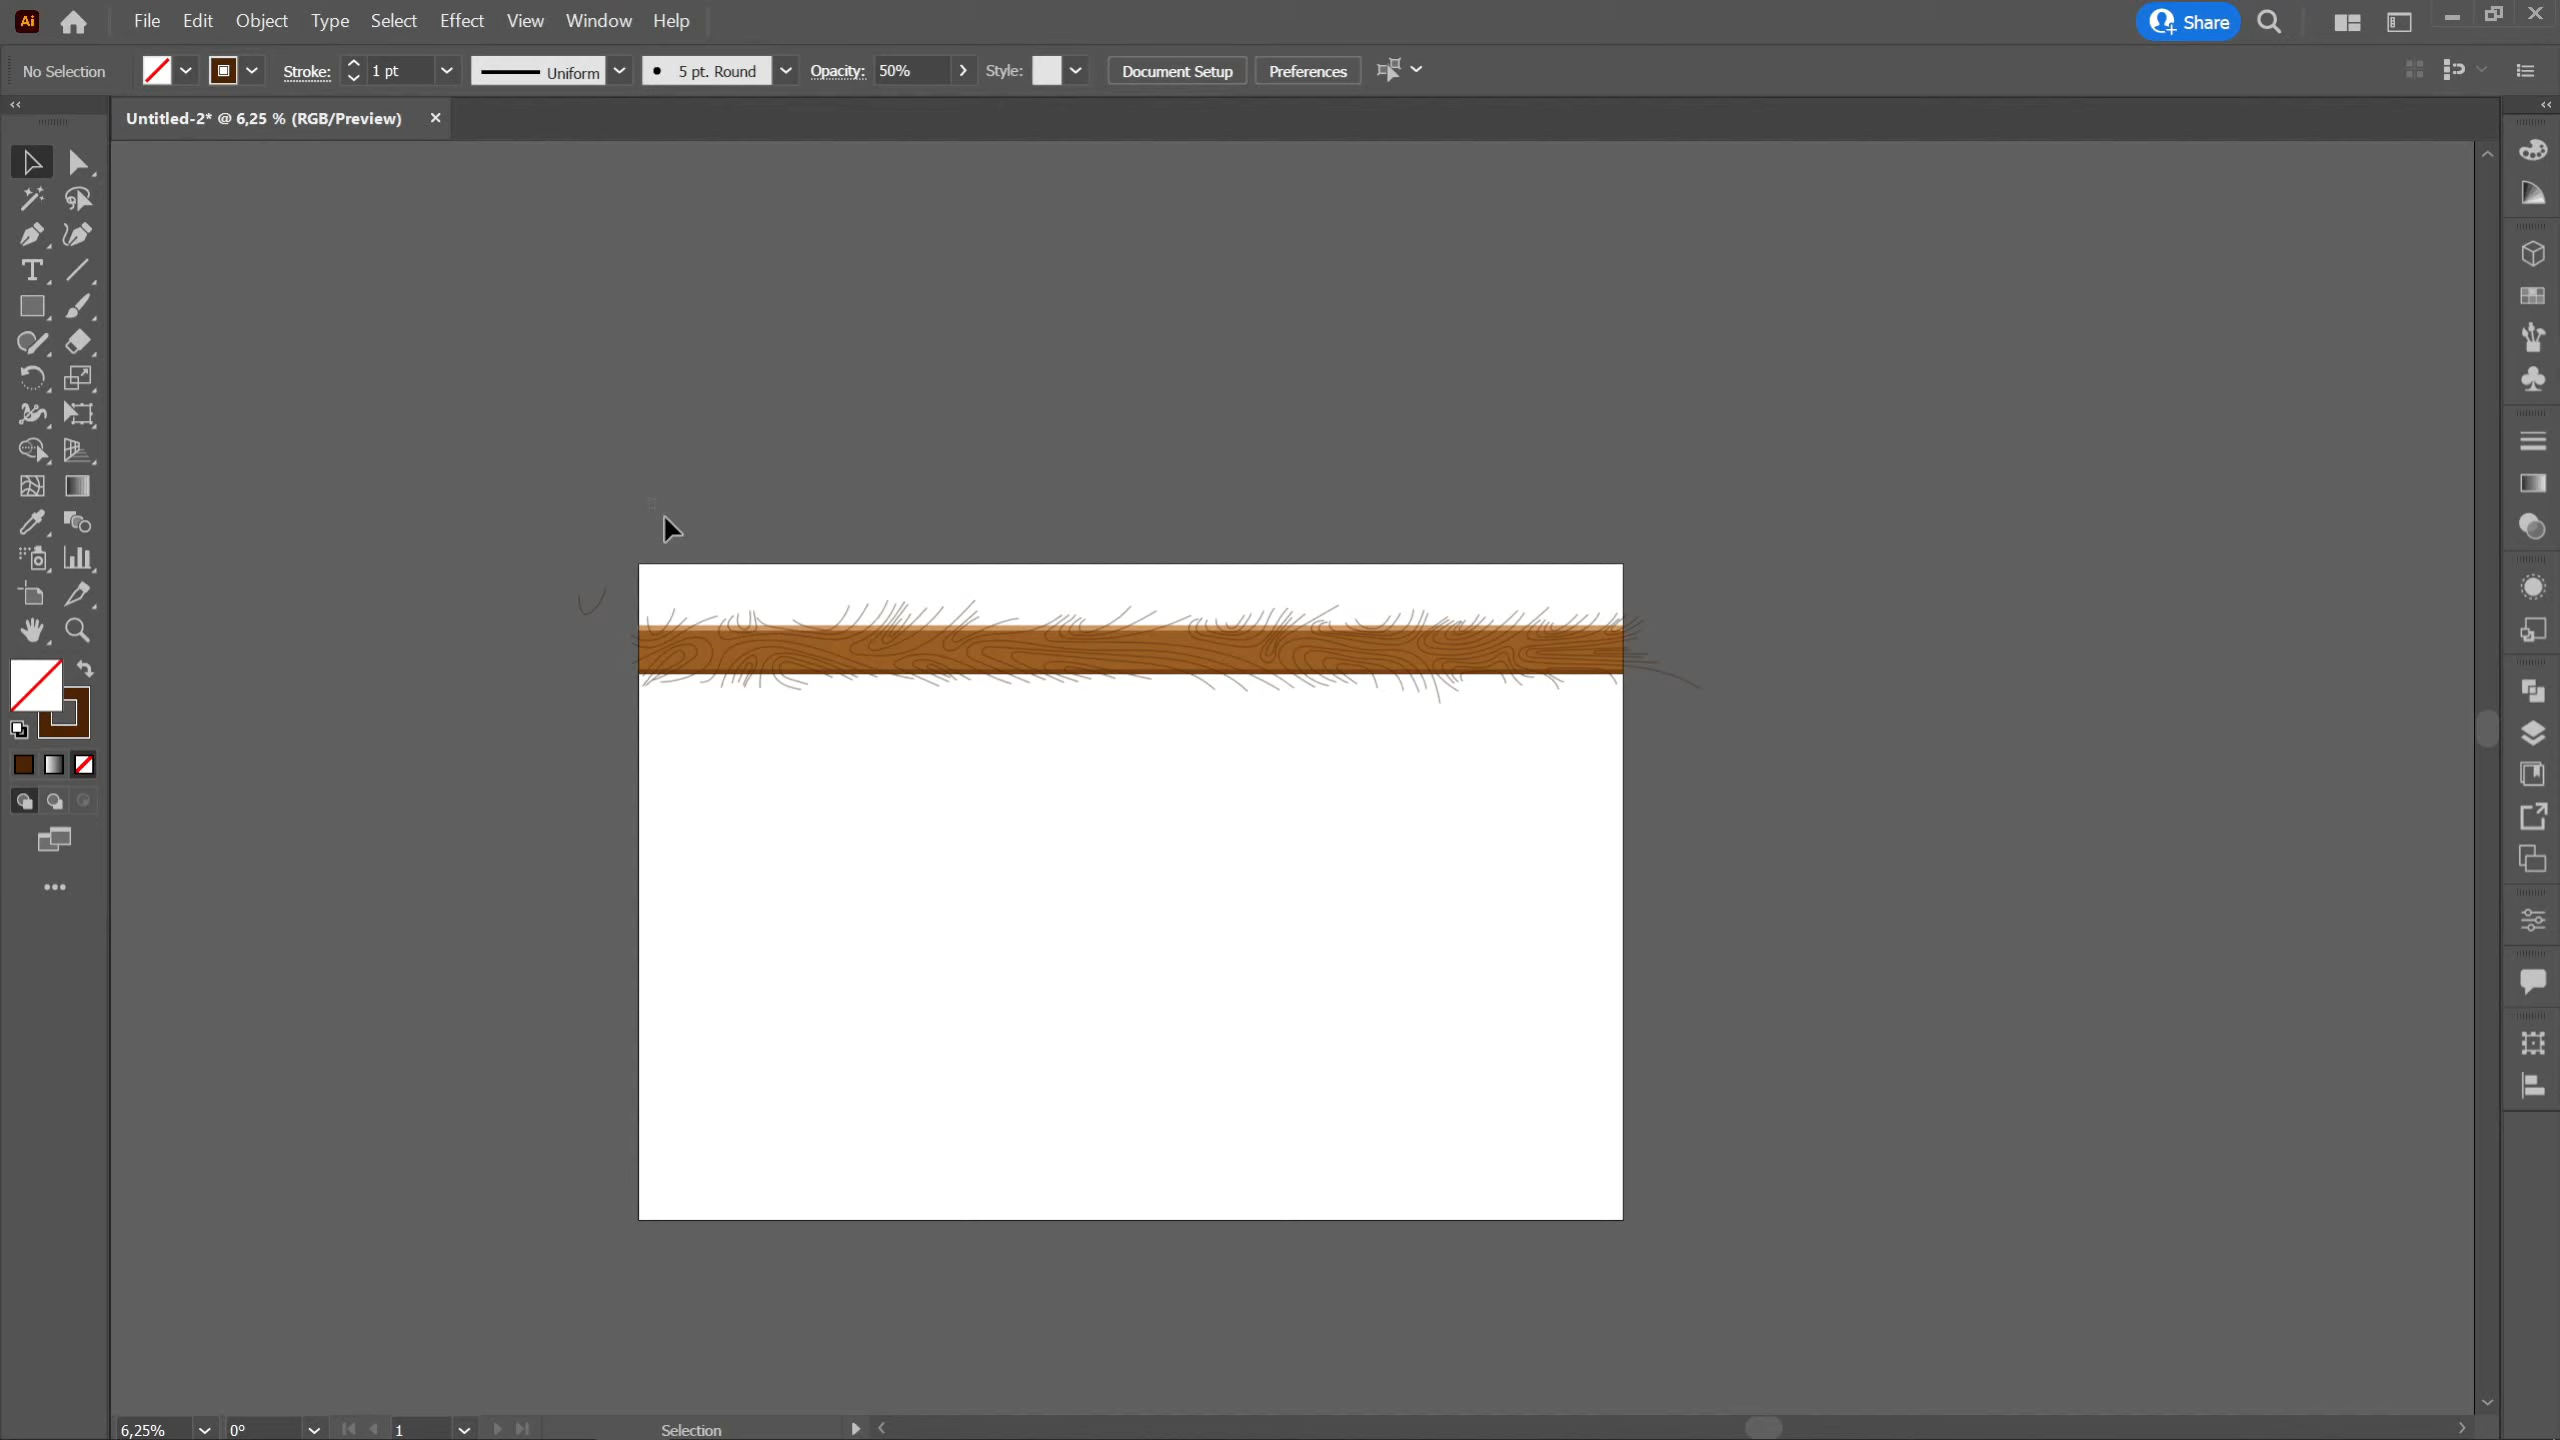 Ai File Edit Object Type Select Effect View Window Help Share
No Selection Stroke: 1 pt Uniform 5 pt. Round Opacity: 50% Style: Document Setup Preferences
Untitled-2* @ 6,25 % (RGB/Preview)
6,25% 0° 1 Selection